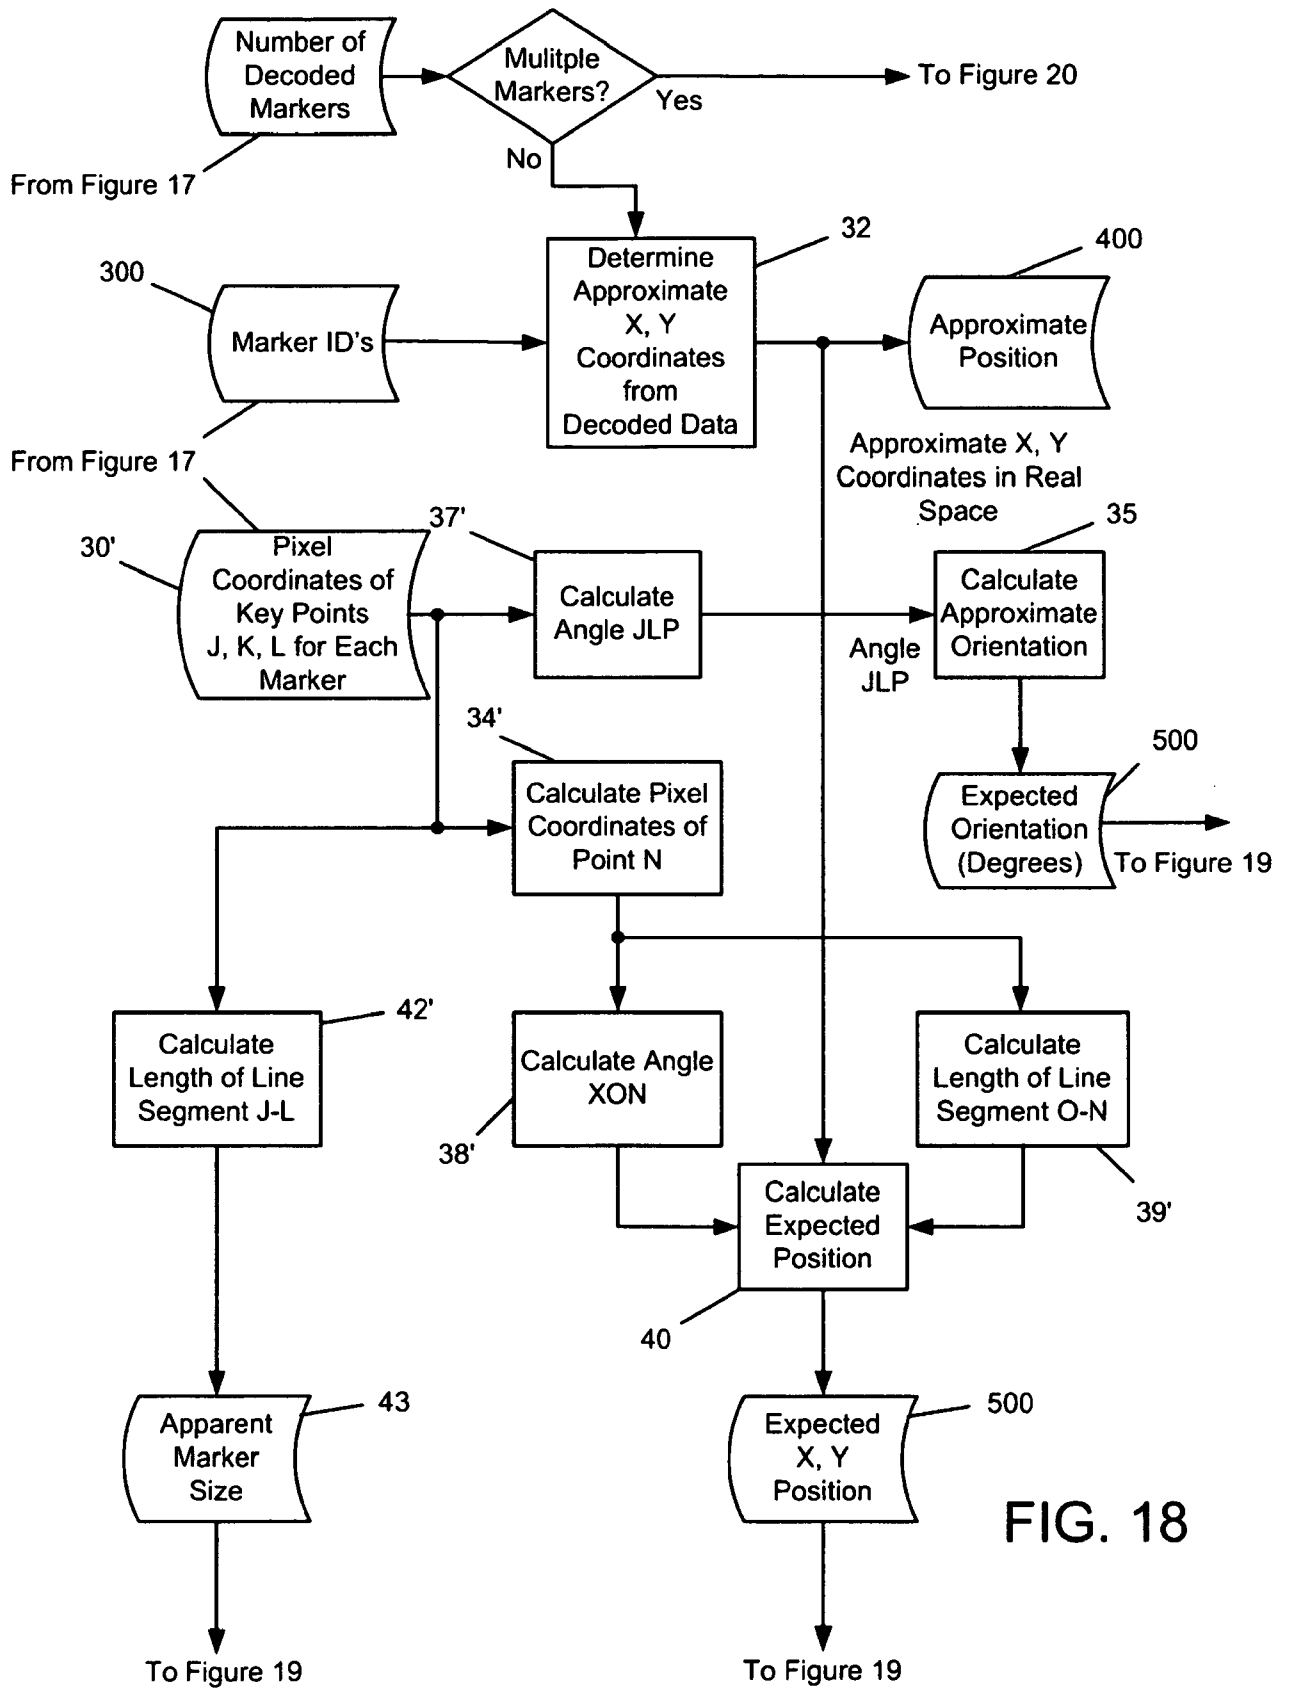 Number of
Decoded
Markers
Mulitple
Markers?
Yes
To Figure 20
No
From Figure 17
32
Determine
Approximate
X, Y
Coordinates
from
Decoded Data
400
Approximate
Position
300
Marker ID's
From Figure 17
Approximate X, Y
Coordinates in Real
Space
30'
Pixel
Coordinates of
Key Points
J, K, L for Each
Marker
37'
Calculate
Angle JLP
Angle
JLP
35
Calculate
Approximate
Orientation
34'
Calculate Pixel
Coordinates of
Point N
500
Expected
Orientation
(Degrees)
To Figure 19
42'
Calculate
Length of Line
Segment J-L
Calculate Angle
XON
38'
Calculate
Length of Line
Segment O-N
39'
Calculate
Expected
Position
40
43
Apparent
Marker
Size
500
Expected
X, Y
Position
FIG. 18
To Figure 19
To Figure 19